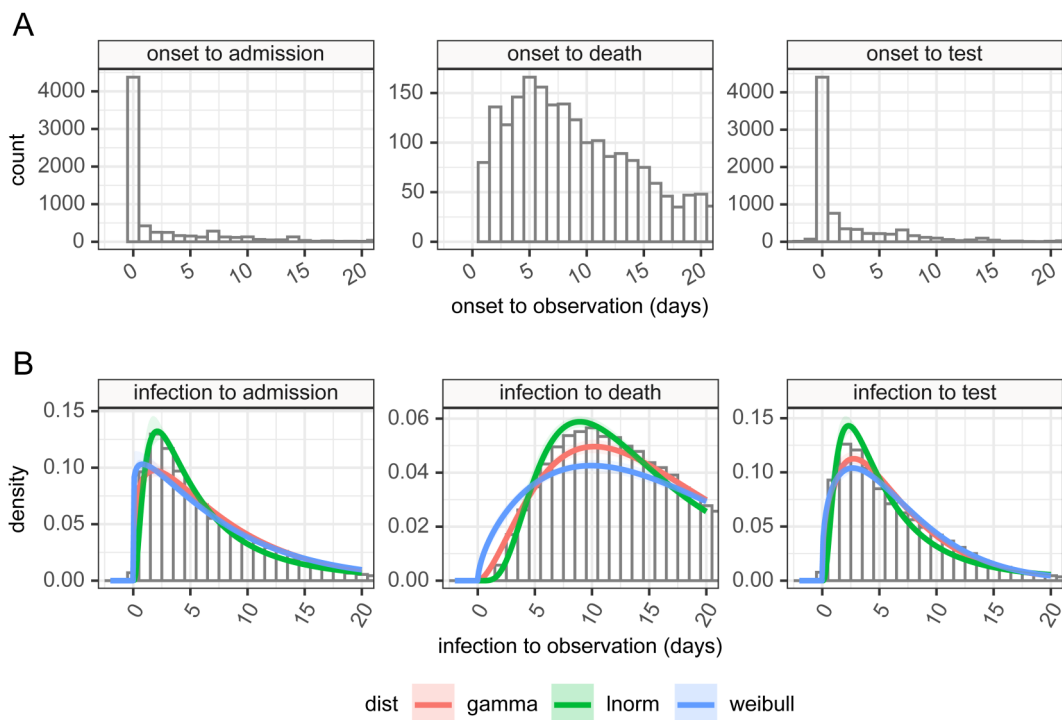 A
onset to admission
onset to death
onset to test
count
4000
3000
2000
1000
0
150
100
50
0
4000
3000
2000
1000
0
0 5 10 15 20
0 5 10 15 20
0 5 10 15 20
onset to observation (days)
B
infection to admission
infection to death
infection to test
density
0.15
0.10
0.05
0.00
0.06
0.04
0.02
0.00
0.15
0.10
0.05
0.00
0 5 10 15 20
0 5 10 15 20
0 5 10 15 20
infection to observation (days)
dist gamma lnorm weibull